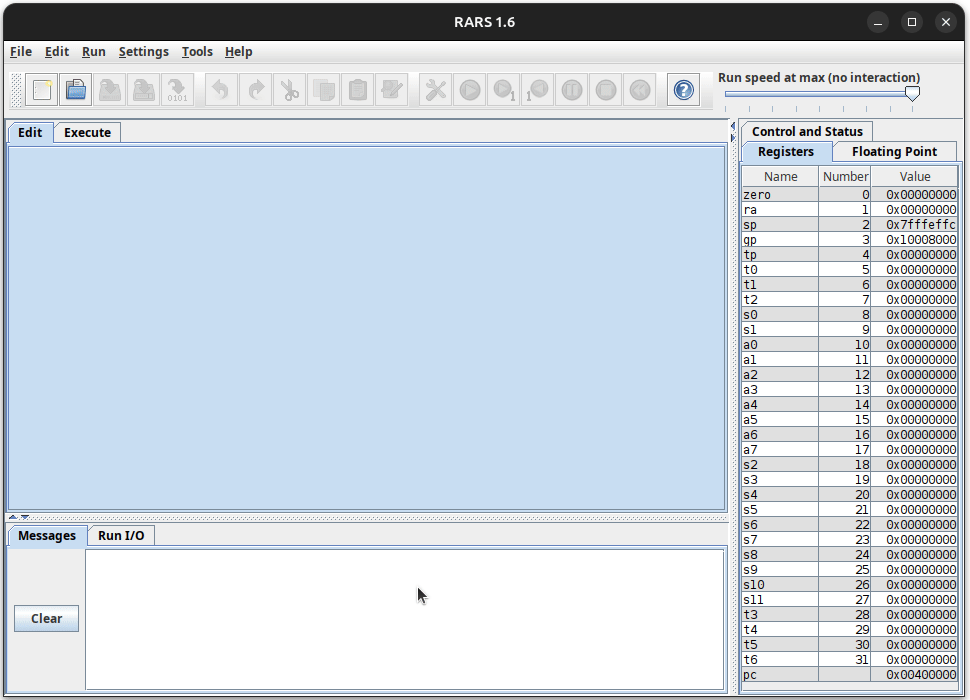 RARS 1.6
File Edit Run Settings Tools Help
Run speed at max (no interaction)
0101 1 1 ?
Edit Execute
Control and Status
Registers Floating Point
Name Number Value
zero 0 0x00000000
ra 1 0x00000000
sp 2 0x7fffeffc
gp 3 0x10008000
tp 4 0x00000000
t0 5 0x00000000
t1 6 0x00000000
t2 7 0x00000000
s0 8 0x00000000
s1 9 0x00000000
a0 10 0x00000000
a1 11 0x00000000
a2 12 0x00000000
a3 13 0x00000000
a4 14 0x00000000
a5 15 0x00000000
a6 16 0x00000000
a7 17 0x00000000
s2 18 0x00000000
s3 19 0x00000000
s4 20 0x00000000
s5 21 0x00000000
s6 22 0x00000000
s7 23 0x00000000
s8 24 0x00000000
s9 25 0x00000000
s10 26 0x00000000
s11 27 0x00000000
t3 28 0x00000000
t4 29 0x00000000
t5 30 0x00000000
t6 31 0x00000000
pc 0x00400000
Messages Run I/O
Clear